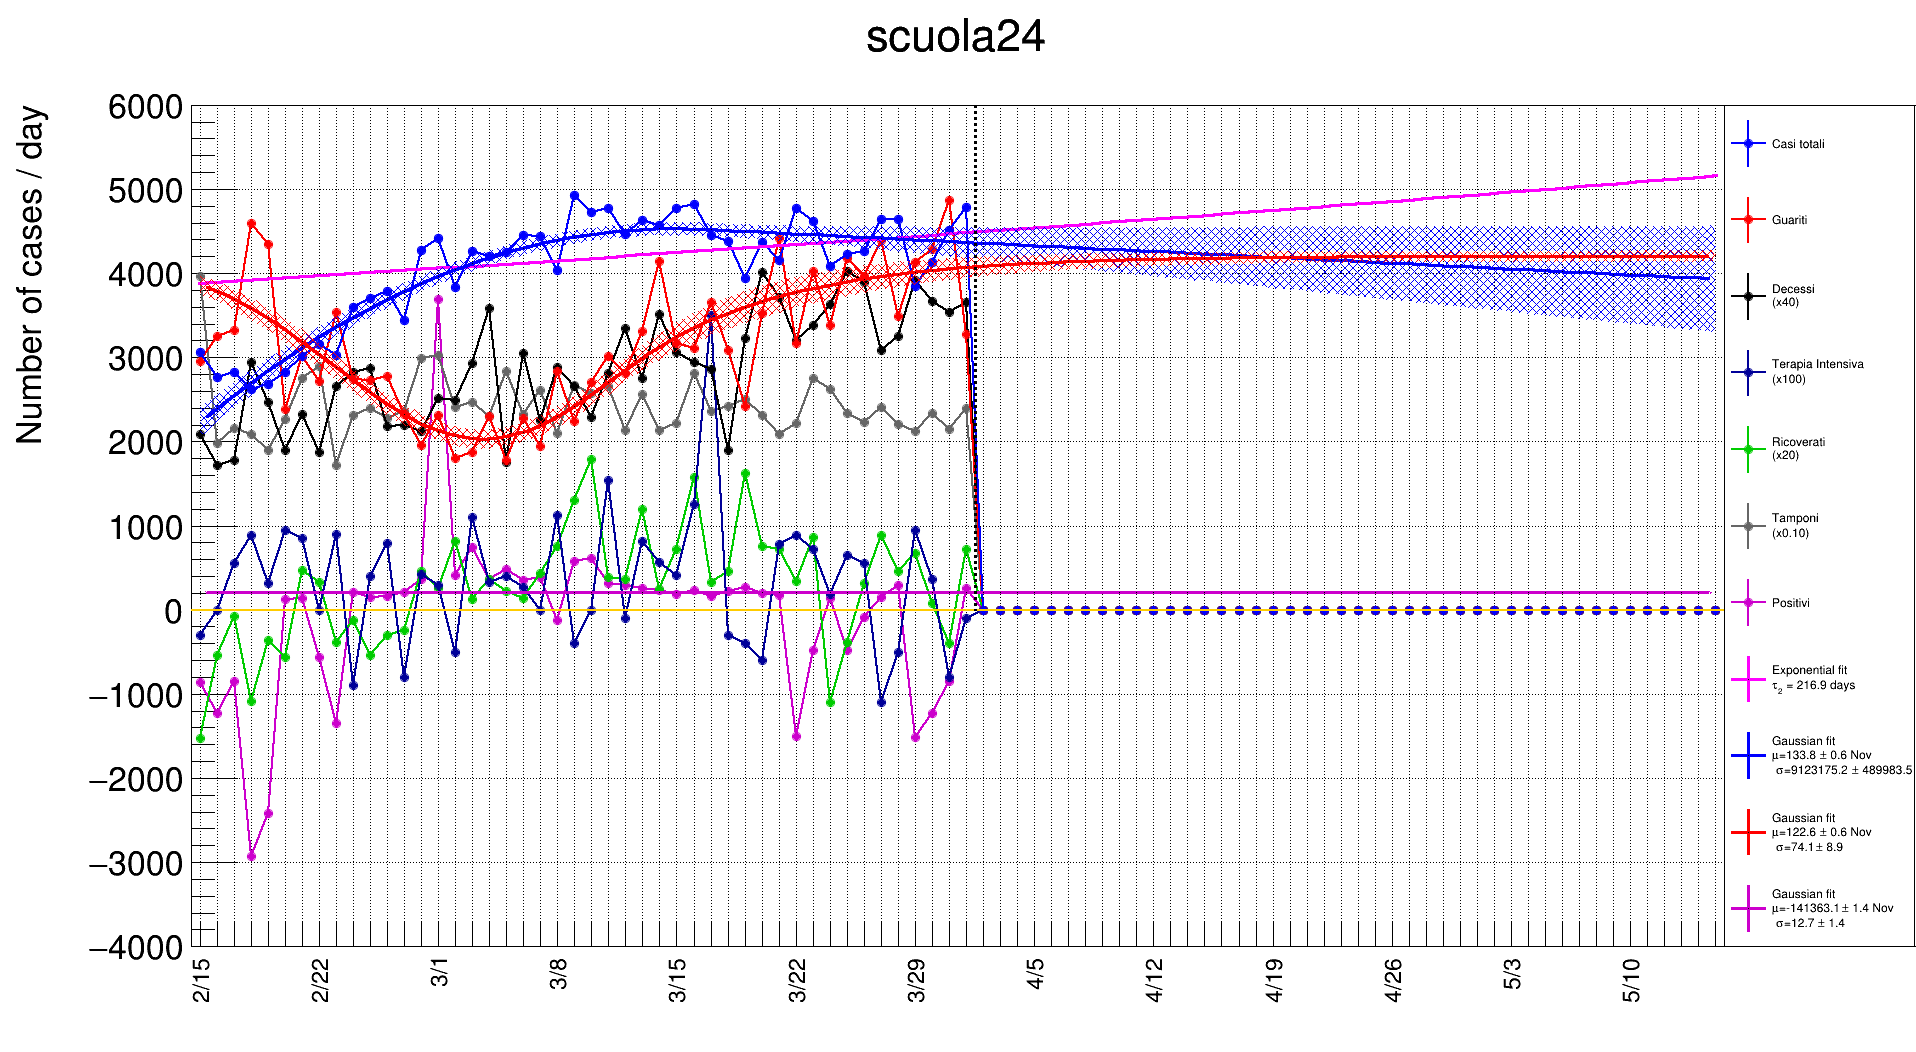 scuola24
Number of cases / day
6000
5000
4000
3000
2000
1000
0
−1000
−2000
−3000
−4000
2/15
2/22
3/1
3/8
3/15
3/22
3/29
4/5
4/12
4/19
4/26
5/3
5/10
Casi totali
Guariti
Decessi
(x40)
Terapia Intensiva
(x100)
Ricoverati
(x20)
Tamponi
(x0.10)
Positivi
Exponential fit
τ2 = 216.9 days
Gaussian fit
μ=133.8 ± 0.6 Nov
σ=9123175.2 ± 489983.5
Gaussian fit
μ=122.6 ± 0.6 Nov
σ=74.1± 8.9
Gaussian fit
μ=-141363.1± 1.4 Nov
σ=12.7 ± 1.4